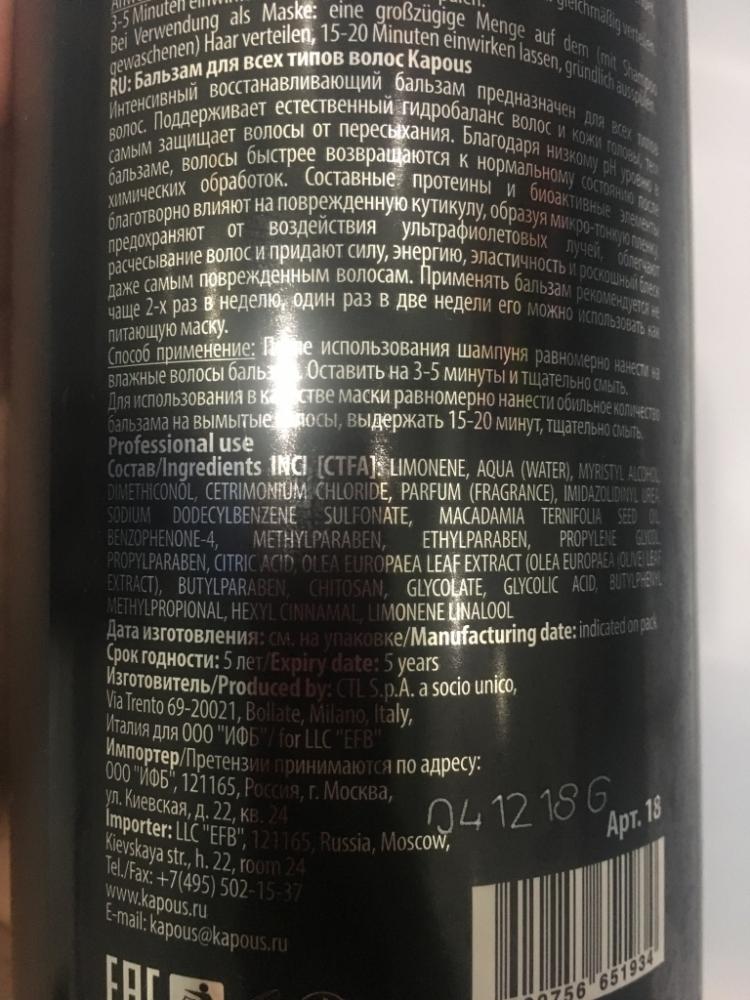 3-5 Minuten
gleichmäßig verteilen,
Bei Verwendung als Maske: eine großzügige Menge auf dem (mit Shampoo
gewaschenen) Haar verteilen, 15-20 Minuten einwirken lassen, gründlich ausspülen.
RU: Бальзам для всех типов волос Kapous
Интенсивный восстанавливающий бальзам предназначен для всех типов
волос. Поддерживает естественный гидробаланс волос и кожи головы, тем
самым защищает волосы от пересыхания. Благодаря низкому pH уровню в
бальзаме, волосы быстрее возвращаются к нормальному состоянию после
химических обработок. Составные протеины и биоактивные элементы
благотворно влияют на поврежденную кутикулу, образуя микро-тонкую пленку,
предохраняют от воздействия ультрафиолетовых лучей, облегчают
расчесывание волос и придают силу, энергию, эластичность и роскошный блеск
даже самым поврежденным волосам. Применять бальзам рекомендуется не
чаще 2-х раз в неделю, один раз в две недели его можно использовать как
питающую маску.
Способ применение: После использования шампуня равномерно нанести на
влажные волосы бальзам. Оставить на 3-5 минуты и тщательно смыть.
Для использования в качестве маски равномерно нанести обильное количество
бальзама на вымытые волосы, выдержать 15-20 минут, тщательно смыть.
Professional use
Состав/Ingredients INCI [CTFA]: LIMONENE, AQUA (WATER), MYRISTYL ALCOHOL,
DIMETHICONOL, CETRIMONIUM CHLORIDE, PARFUM (FRAGRANCE), IMIDAZOLIDINYL UREA,
SODIUM DODECYLBENZENE SULFONATE, MACADAMIA TERNIFOLIA SEED OIL,
BENZOPHENONE-4, METHYLPARABEN, ETHYLPARABEN, PROPYLENE GLYCOL,
PROPYLPARABEN, CITRIC ACID, OLEA EUROPAEA LEAF EXTRACT (OLEA EUROPAEA (OLIVE) LEAF
EXTRACT), BUTYLPARABEN, CHITOSAN, GLYCOLATE, GLYCOLIC ACID, BUTYLPHENYL
METHYLPROPIONAL, HEXYL CINNAMAL, LIMONENE LINALOOL
Дата изготовления: см. на упаковке/Manufacturing date: indicated on pack
Срок годности: 5 лет/Expiry date: 5 years
Изготовитель/Produced by: CTL S.p.A. a socio unico,
Via Trento 69-20021, Bollate, Milano, Italy,
Италия для ООО "ИФБ"/ for LLC "EFB"
Импортер/Претензии принимаются по адресу:
ООО "ИФБ", 121165, Россия, г. Москва,
ул. Киевская, д. 22, кв. 24
Importer: LLC "EFB", 121165, Russia, Moscow,
Kievskaya str., h. 22, room 24
Tel./Fax: +7(495) 502-15-37
www.kapous.ru
E-mail: kapous@kapous.ru
0412186
Арт. 18
EAC
651934